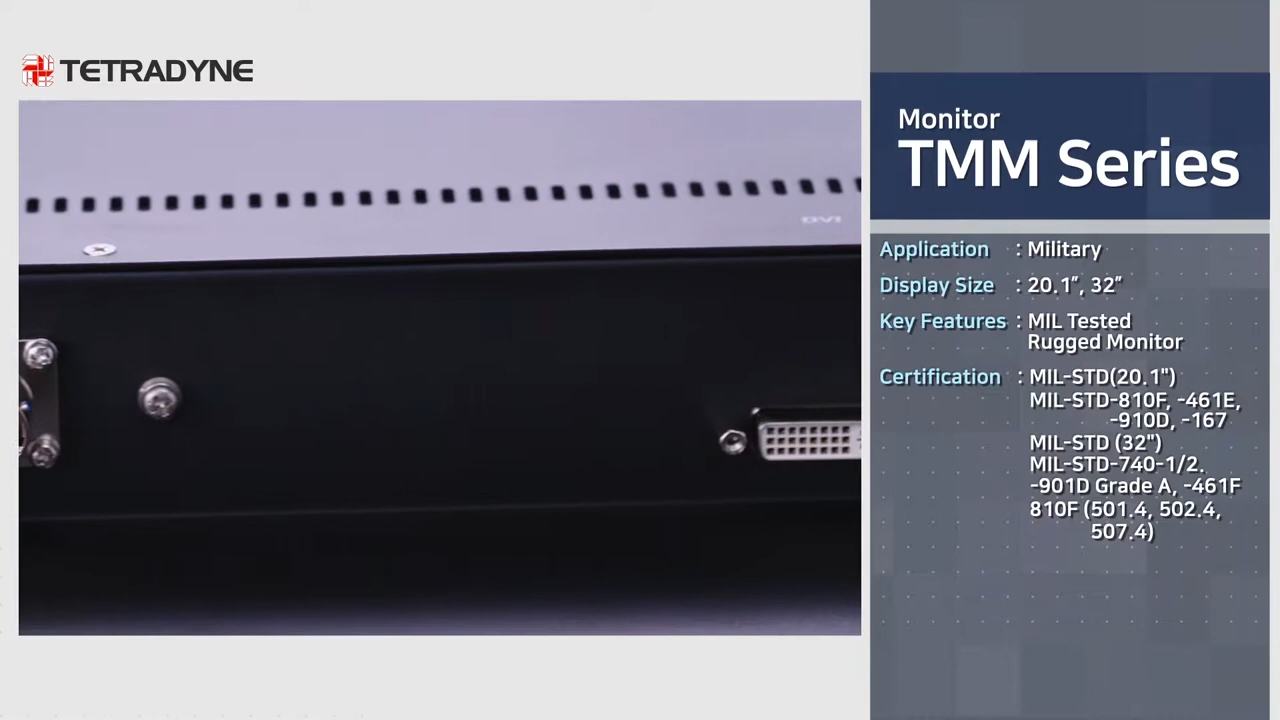 TETRADYNE
DVI
Monitor
TMM Series
Application : Military
Display Size : 20.1", 32"
Key Features : MIL Tested
Rugged Monitor
Certification : MIL-STD(20.1")
MIL-STD-810F, -461E,
-910D, -167
MIL-STD (32")
MIL-STD-740-1/2.
-901D Grade A, -461F
810F (501.4, 502.4,
507.4)